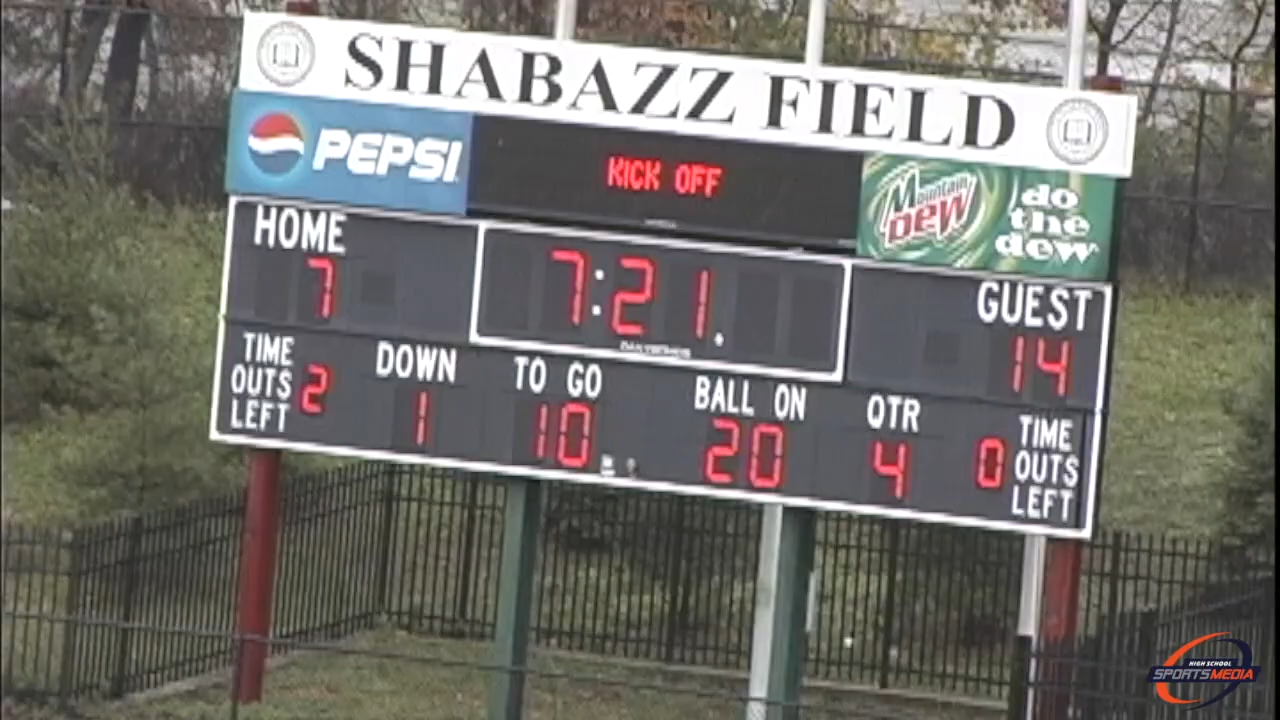 SHABAZZ FIELD
PEPSI
KICK OFF
Mountain
Dew
do
the
dew
HOME
7
7:21.
GUEST
14
TIME
OUTS
LEFT
2
DOWN
1
TO GO
10
BALL ON
20
QTR
4
0
TIME
OUTS
LEFT
HIGH SCHOOL
SPORTSMEDIA